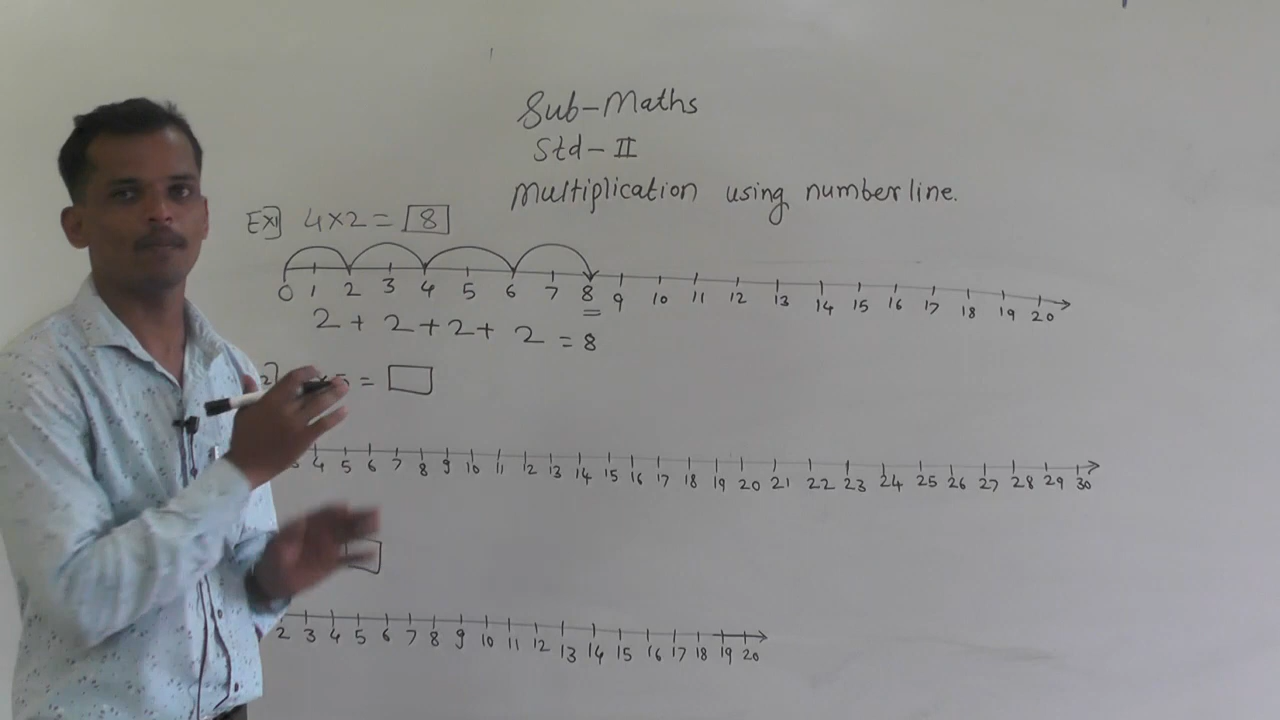 Sub-Maths
Std-II
Multiplication using numberline.
Ex] 4×2 = 8
0 1 2 3 4 5 6 7 8 9 10 11 12 13 14 15 16 17 18 19 20
2 + 2 + 2 + 2 = 8
2] ×5 =
3 4 5 6 7 8 9 10 11 12 13 14 15 16 17 18 19 20 21 22 23 24 25 26 27 28 29 30
2 3 4 5 6 7 8 9 10 11 12 13 14 15 16 17 18 19 20